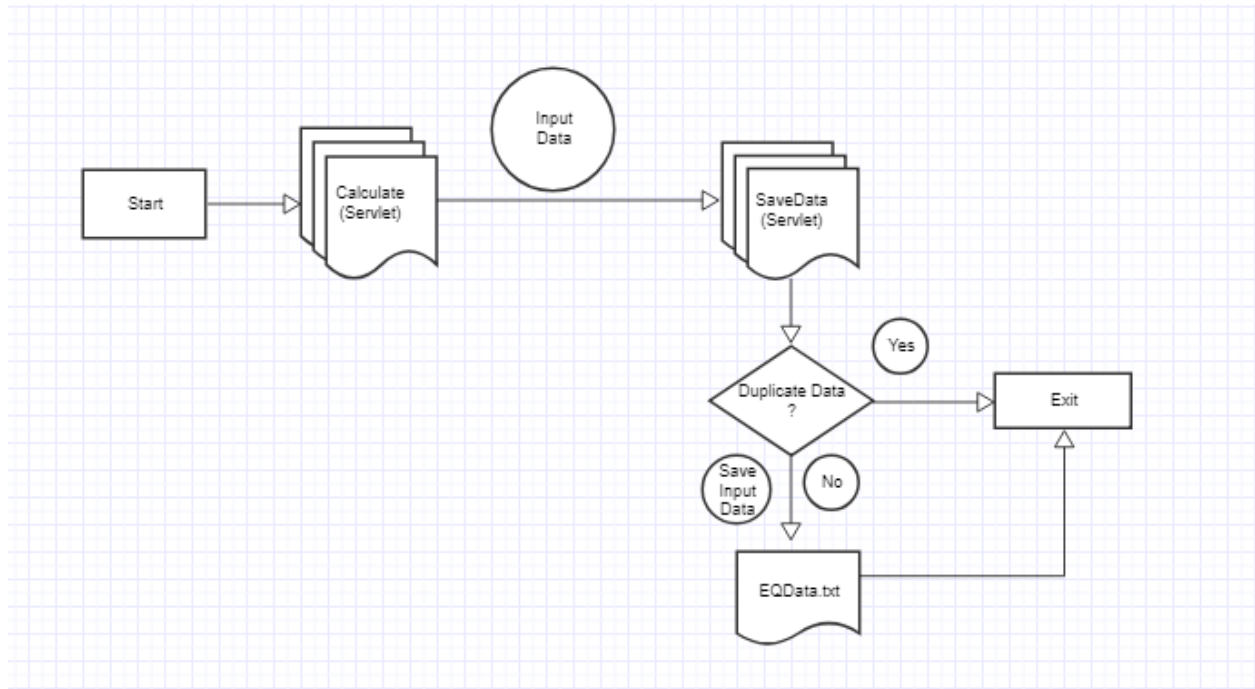 Input
Data
Start
Calculate
(Servlet)
SaveData
(Servlet)
Yes
Duplicate Data
?
Exit
Save
Input
Data
No
EQData.txt